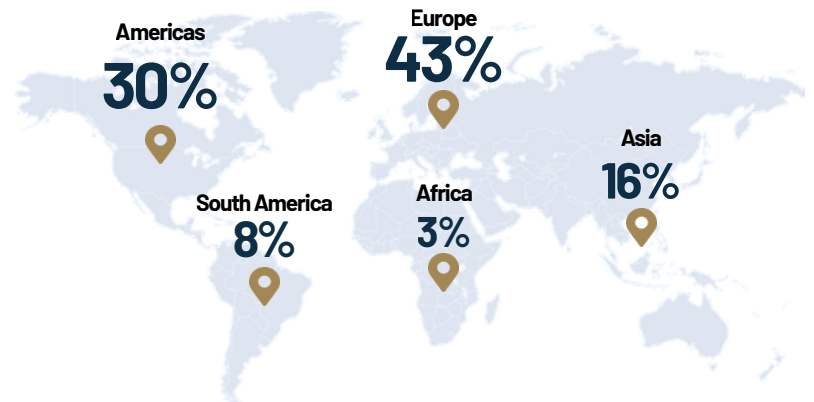 Americas
30%
Europe
43%
Asia
16%
South America
8%
Africa
3%